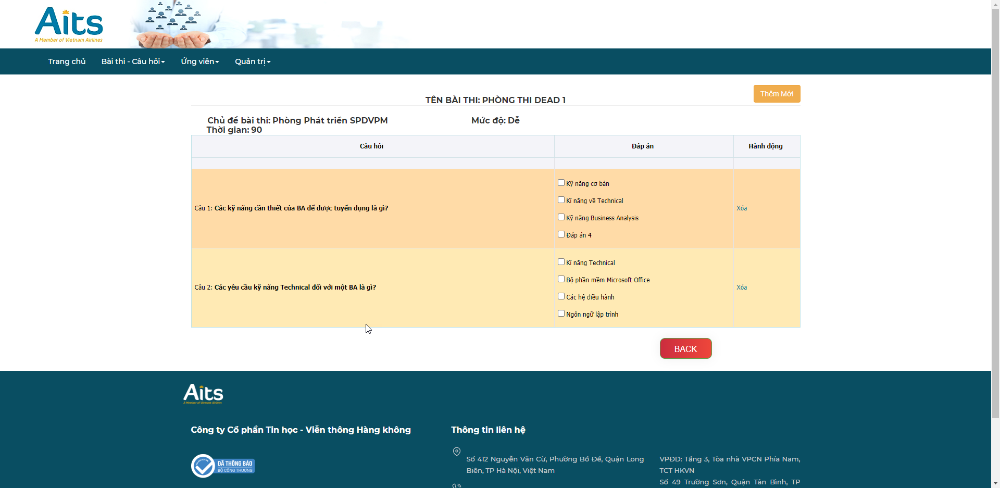 Aits
A Member of Vietnam Airlines
Trang chủ
Bài thi - Câu hỏi
Ứng viên
Quản trị
Thêm Mới
TÊN BÀI THI: PHÒNG THI DEAD 1
Chủ đề bài thi: Phòng Phát triển SPDVPM
Mức độ: Dễ
Thời gian: 90
Câu hỏi
Đáp án
Hành động
Câu 1: Các kỹ năng cần thiết của BA để được tuyển dụng là gì?
Kỹ năng cơ bản
Kĩ năng về Technical
Kỹ năng Business Analysis
Đáp án 4
Xóa
Câu 2: Các yêu cầu kỹ năng Technical đối với một BA là gì?
Kĩ năng Technical
Bộ phần mềm Microsoft Office
Các hệ điều hành
Ngôn ngữ lập trình
Xóa
BACK
Aits
A Member of Vietnam Airlines
Công ty Cổ phần Tin học - Viễn thông Hàng không
Thông tin liên hệ
ĐÃ THÔNG BÁO
BỘ CÔNG THƯƠNG
Số 412 Nguyễn Văn Cừ, Phường Bồ Đề, Quận Long
Biên, TP Hà Nội, Việt Nam
VPĐD: Tầng 3, Tòa nhà VPCN Phía Nam,
TCT HKVN
Số 49 Trường Sơn, Quận Tân Bình, TP